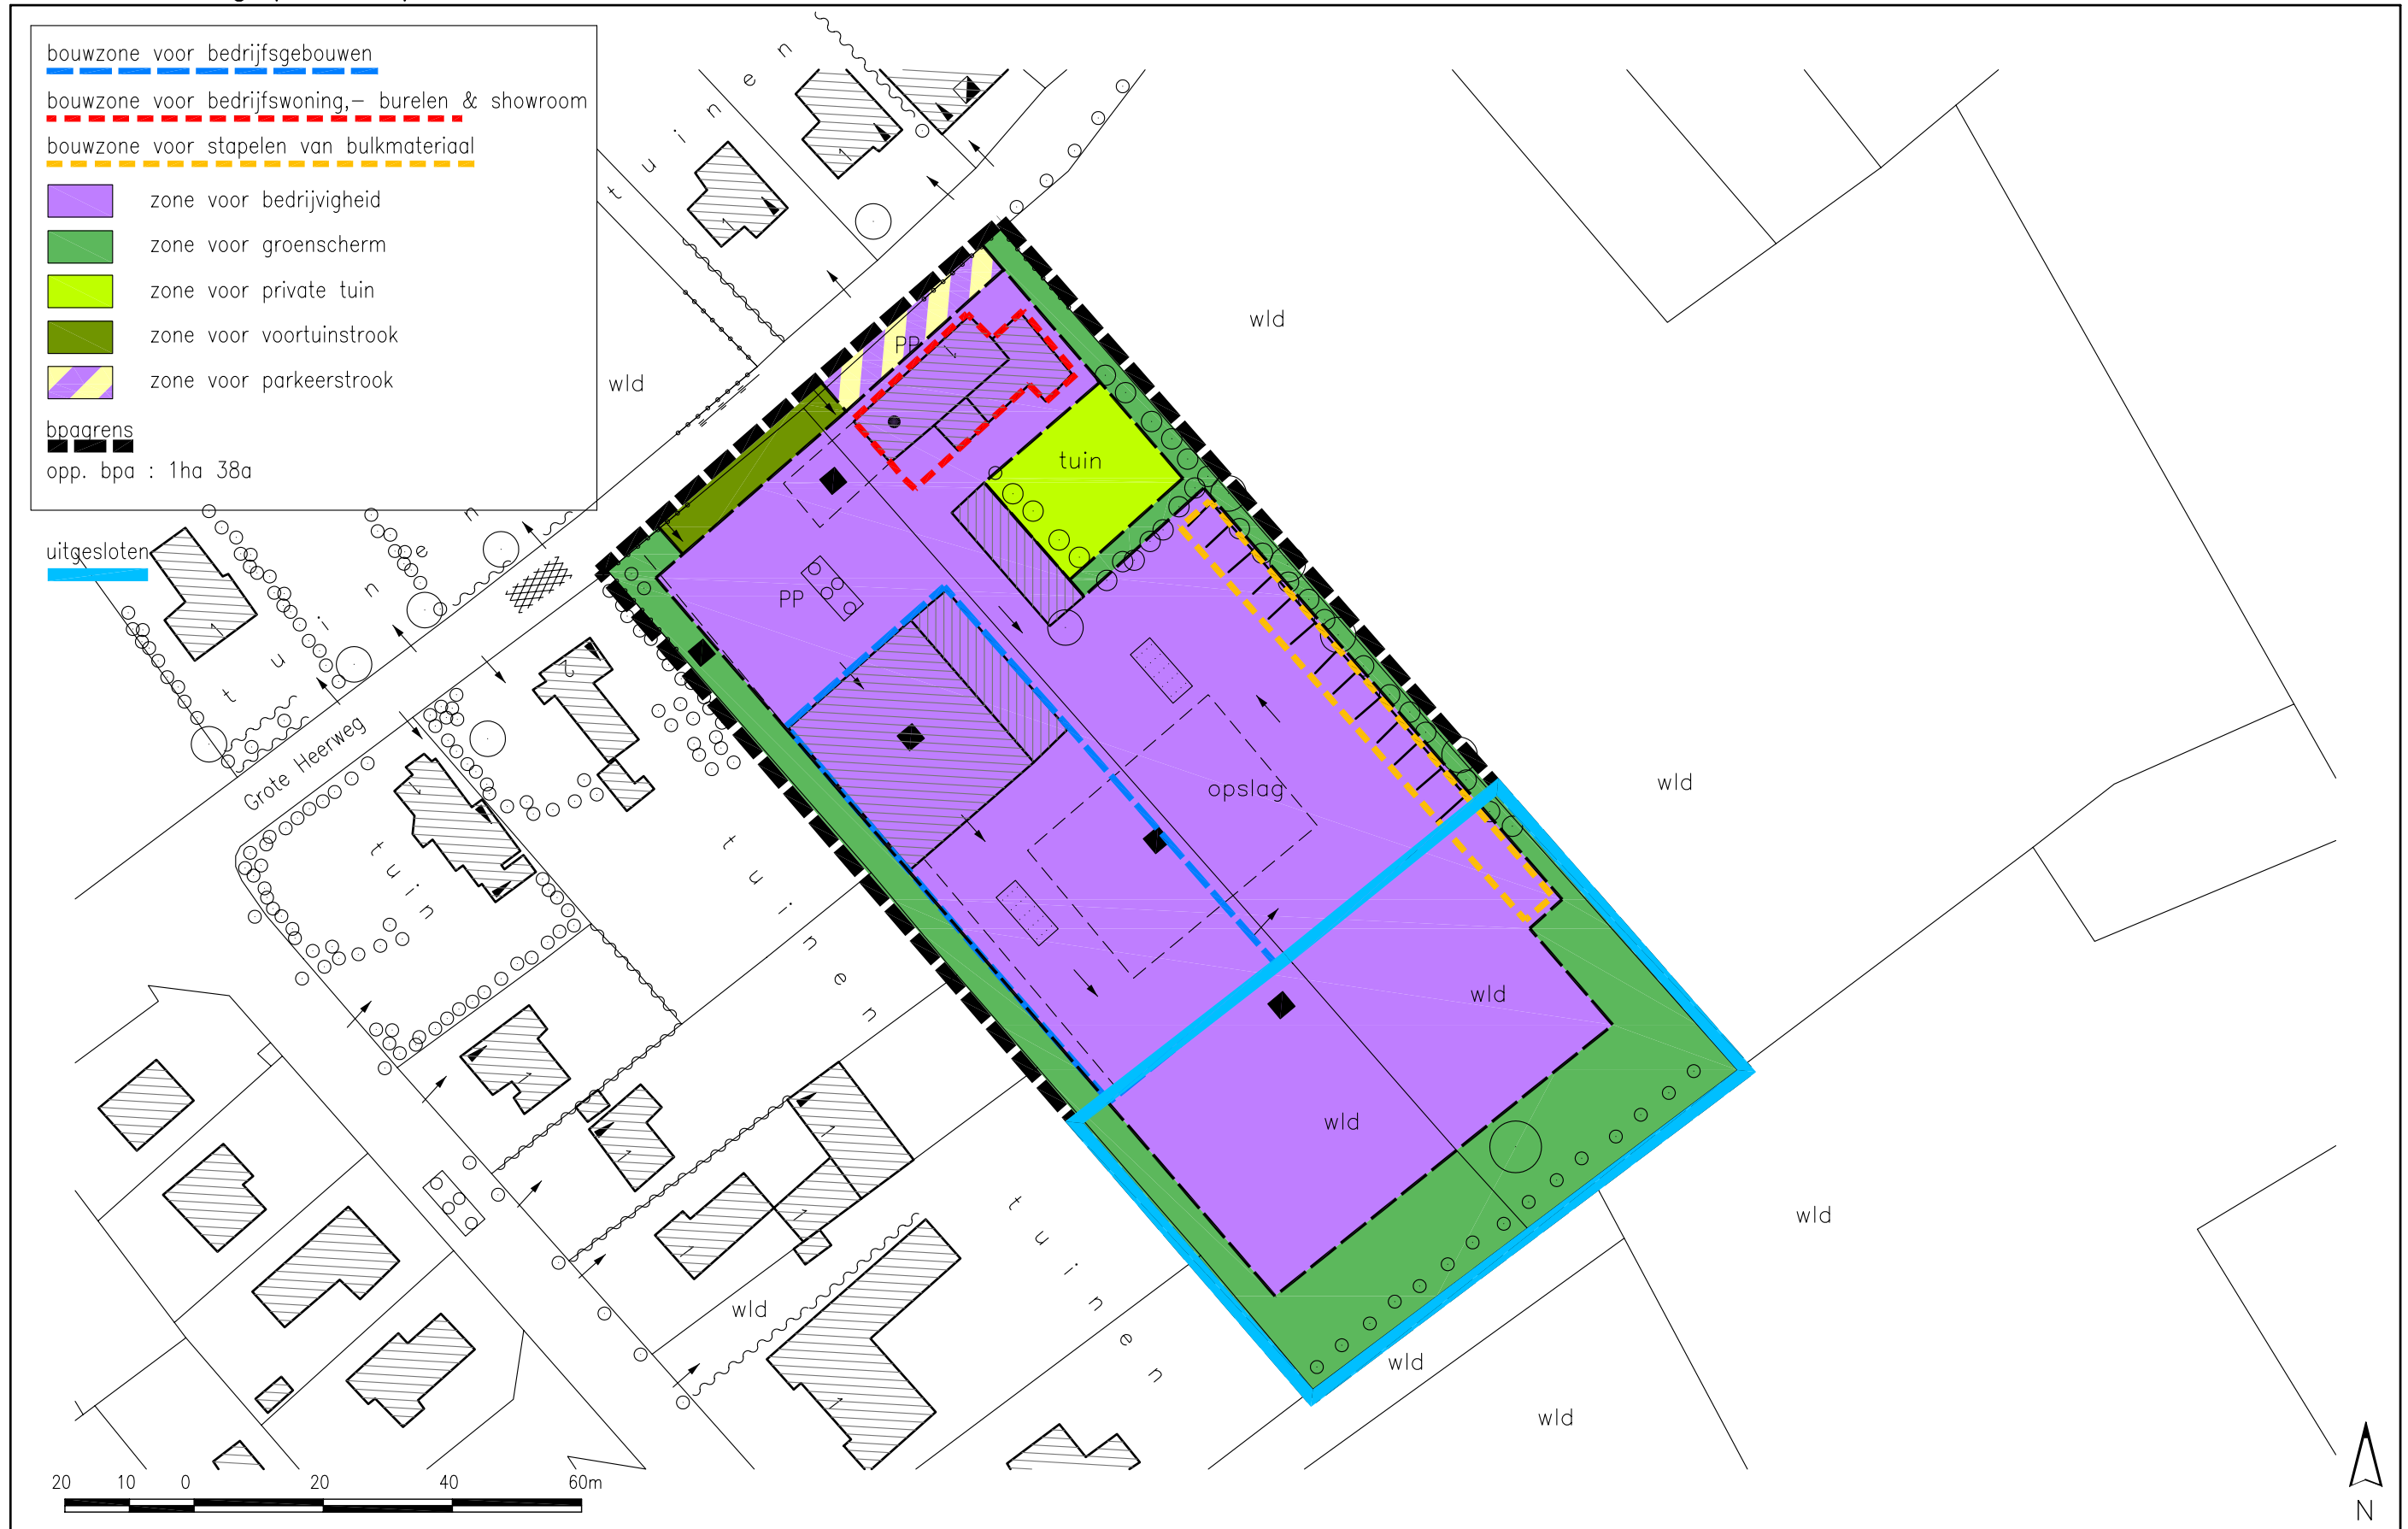 bouwzone voor bedrijfsgebouwen
bouwzone voor bedrijfswoning,- burelen & showroom
bouwzone voor stapelen van bulkmateriaal
zone voor bedrijvigheid
zone voor groenscherm
zone voor private tuin
zone voor voortuinstrook
zone voor parkeerstrook
bpagrens
opp. bpa : 1ha 38a
uitgesloten
tuinen
wld
wld
PP
tuin
PP
tuinen
Grote Heerweg
opslag
wld
tuin
tuinen
wld
wld
wld
tuinen
wld
wld
wld
20 10 0 20 40 60m
N